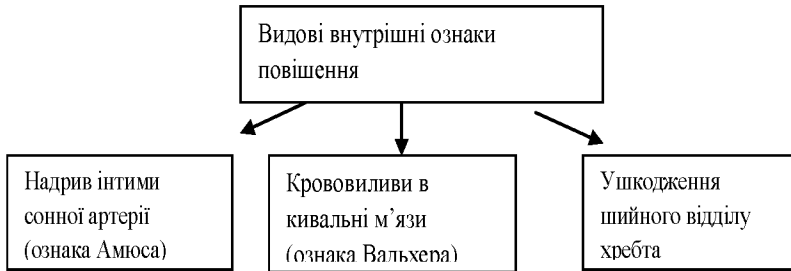 Видові внутрішні ознаки
повішення
Надрив інтими
сонної артерії
(ознака Амюса)
Крововиливи в
кивальні м’язи
(ознака Вальхера)
Ушкодження
шийного відділу
хребта